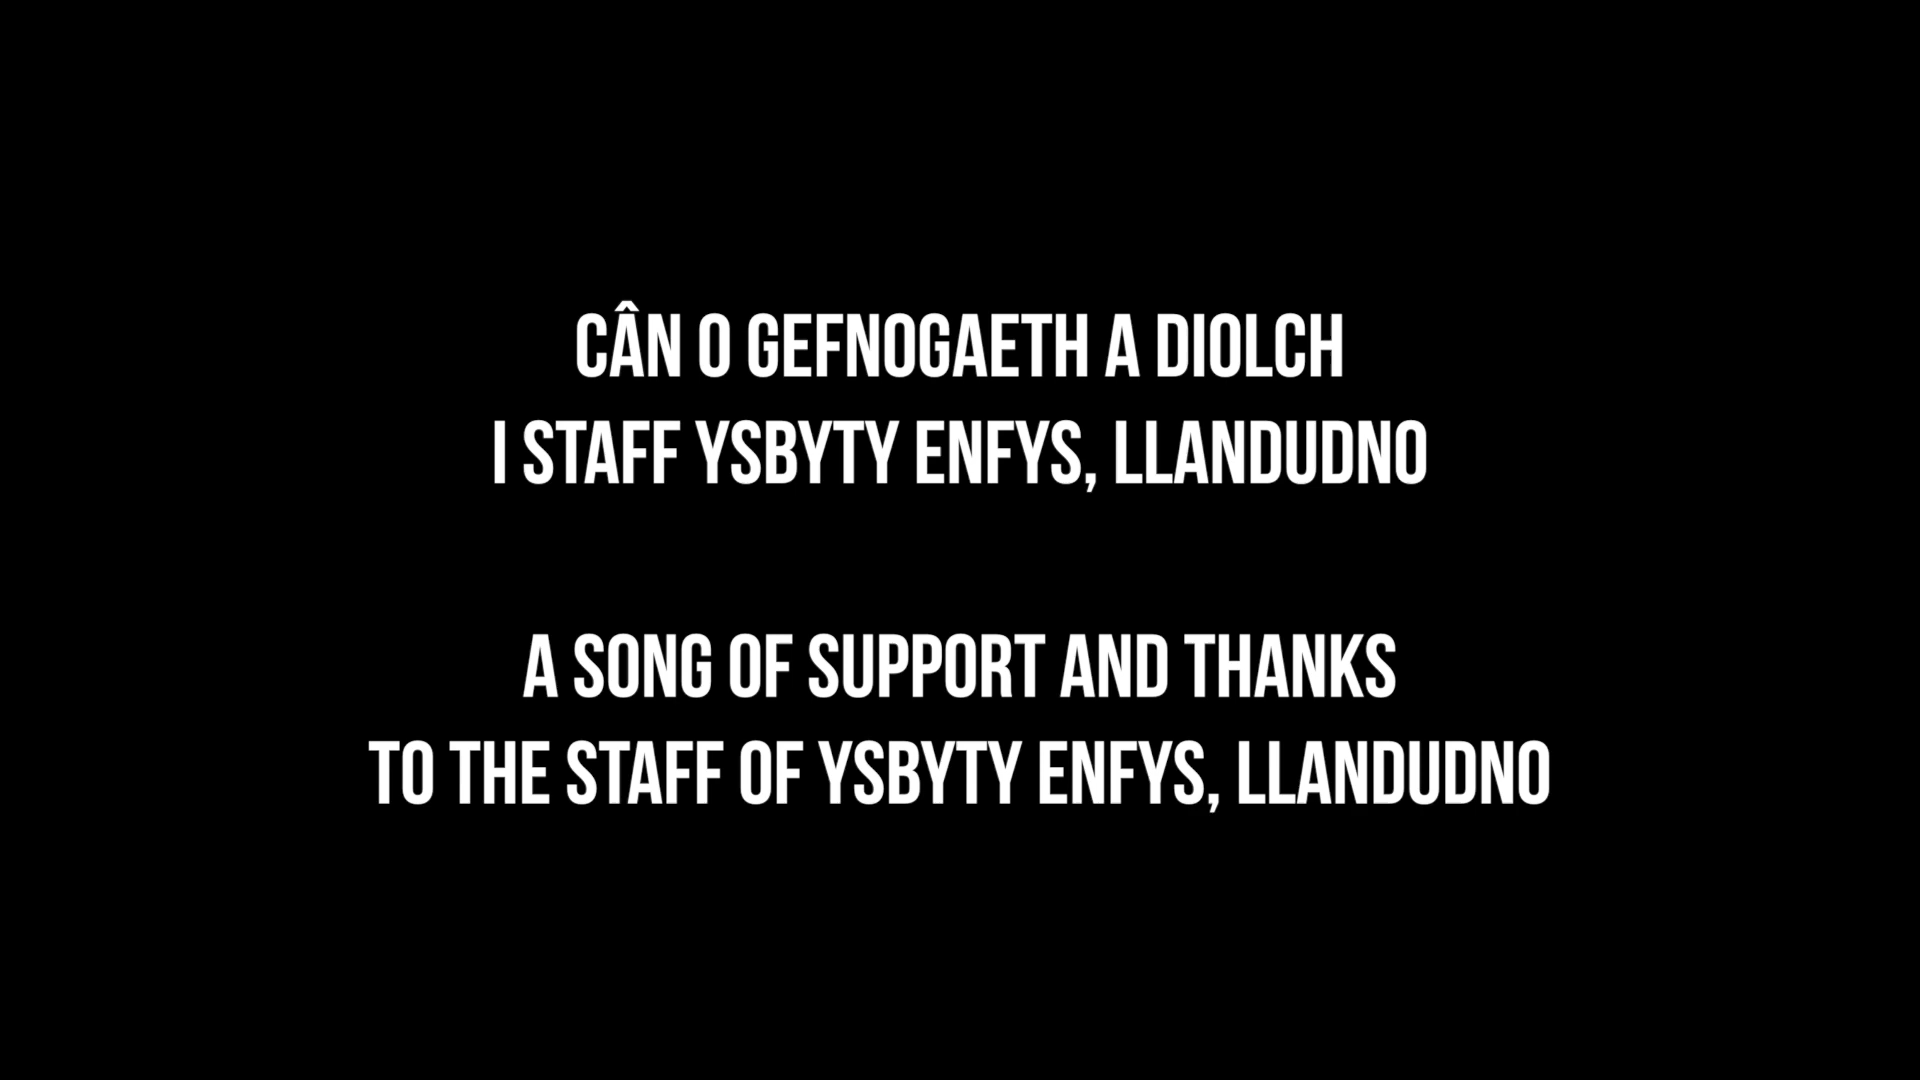 CÂN O GEFNOGAETH A DIOLCH
I STAFF YSBYTY ENFYS, LLANDUDNO
A SONG OF SUPPORT AND THANKS
TO THE STAFF OF YSBYTY ENFYS, LLANDUDNO